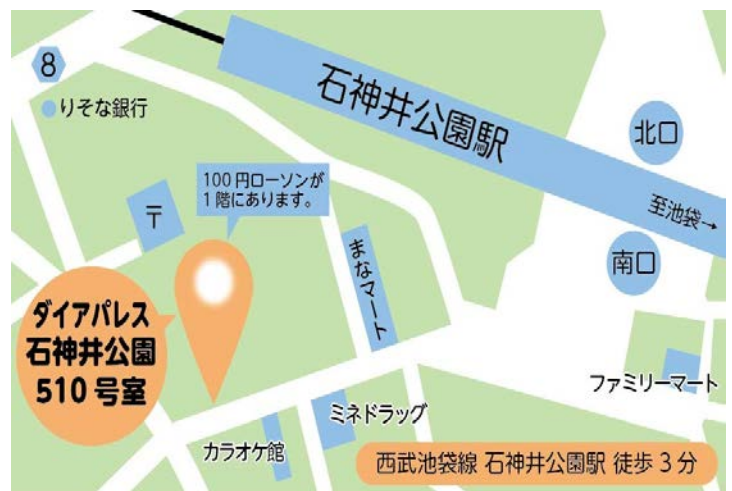 8
りそな銀行
石神井公園駅
北口
至池袋→
南口
〒
100円ローソンが
1階にあります。
まなマート
ダイアパレス
石神井公園
510号室
ファミリーマート
ミネドラッグ
カラオケ館
西武池袋線 石神井公園駅 徒歩3分